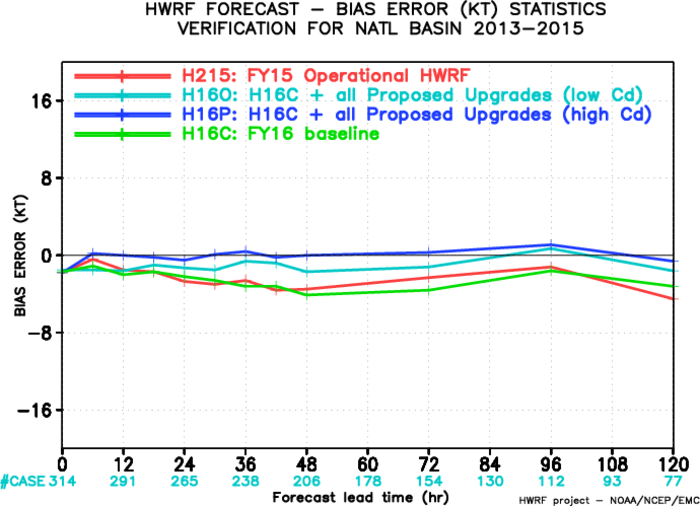 HWRF FORECAST – BIAS ERROR (KT) STATISTICS
VERIFICATION FOR NATL BASIN 2013–2015
H215: FY15 Operational HWRF
H16O: H16C + all Proposed Upgrades (low Cd)
H16P: H16C + all Proposed Upgrades (high Cd)
H16C: FY16 baseline
BIAS ERROR (KT)
16
8
0
–8
–16
0 12 24 36 48 60 72 84 96 108 120
#CASE 314 291 265 238 206 178 154 130 112 93 77
Forecast lead time (hr)
HWRF project – NOAA/NCEP/EMC